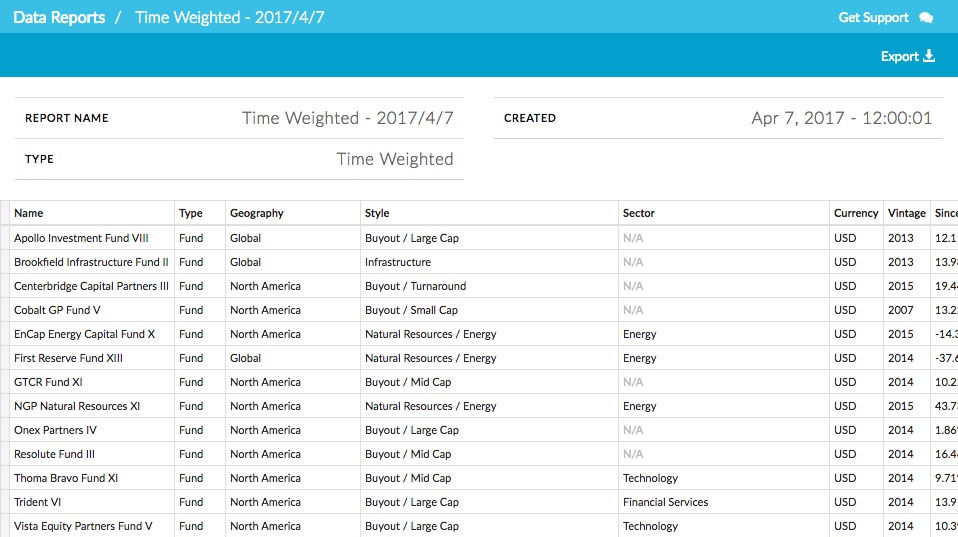 Data Reports / Time Weighted - 2017/4/7 Get Support
Export
REPORT NAME Time Weighted - 2017/4/7 CREATED Apr 7, 2017 - 12:00:01
TYPE Time Weighted
Name Type Geography Style Sector Currency Vintage Since
Apollo Investment Fund VIII Fund Global Buyout / Large Cap N/A USD 2013 12.1
Brookfield Infrastructure Fund II Fund Global Infrastructure N/A USD 2013 13.9
Centerbridge Capital Partners III Fund North America Buyout / Turnaround N/A USD 2015 19.4
Cobalt GP Fund V Fund North America Buyout / Small Cap N/A USD 2007 13.2
EnCap Energy Capital Fund X Fund North America Natural Resources / Energy Energy USD 2015 -14.3
First Reserve Fund XIII Fund Global Natural Resources / Energy Energy USD 2014 -37.6
GTCR Fund XI Fund North America Buyout / Mid Cap N/A USD 2014 10.2
NGP Natural Resources XI Fund North America Natural Resources / Energy Energy USD 2015 43.7
Onex Partners IV Fund North America Buyout / Large Cap N/A USD 2014 1.86
Resolute Fund III Fund North America Buyout / Mid Cap N/A USD 2014 16.4
Thoma Bravo Fund XI Fund North America Buyout / Mid Cap Technology USD 2014 9.71
Trident VI Fund North America Buyout / Large Cap Financial Services USD 2014 13.9
Vista Equity Partners Fund V Fund North America Buyout / Large Cap Technology USD 2014 10.3